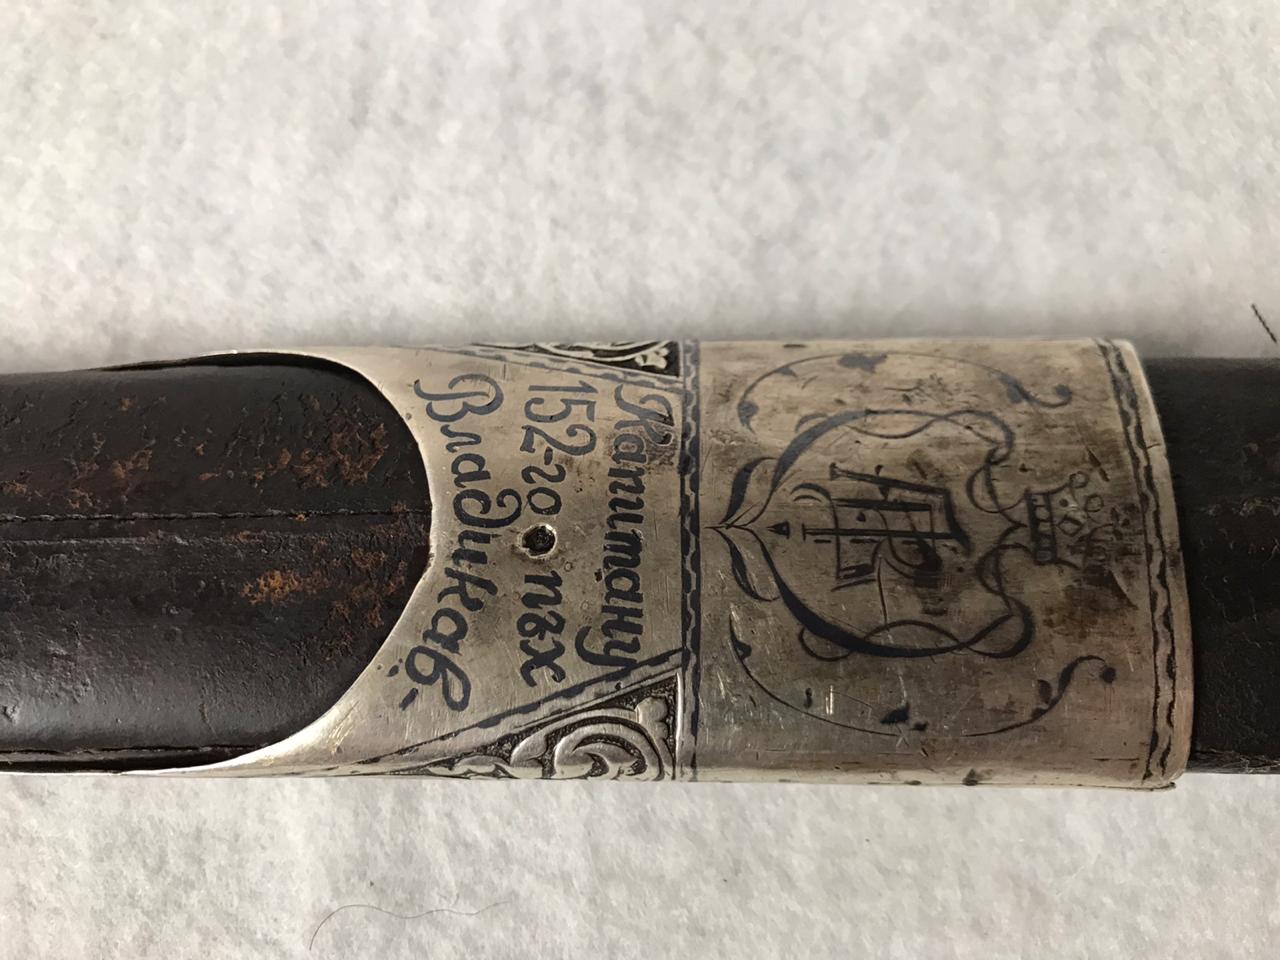 Капитану
152-го пѣх
Владикав-